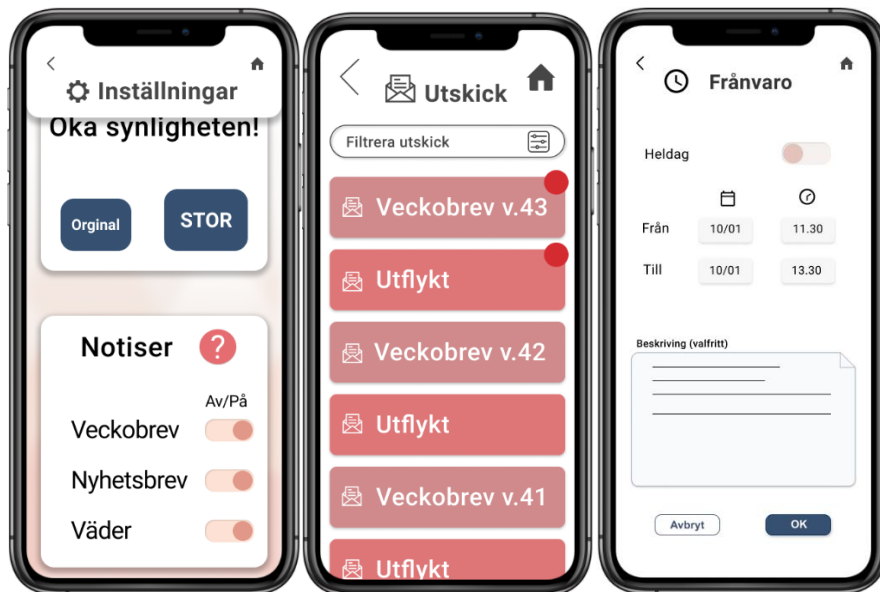 Inställningar
Öka synligheten!
Orginal
STOR
Notiser
?
Av/På
Veckobrev
Nyhetsbrev
Väder
Utskick
Filtrera utskick
Veckobrev v.43
Utflykt
Veckobrev v.42
Utflykt
Veckobrev v.41
Utflykt
Frånvaro
Heldag
Från 10/01 11.30
Till 10/01 13.30
Beskriving (valfritt)
Avbryt OK